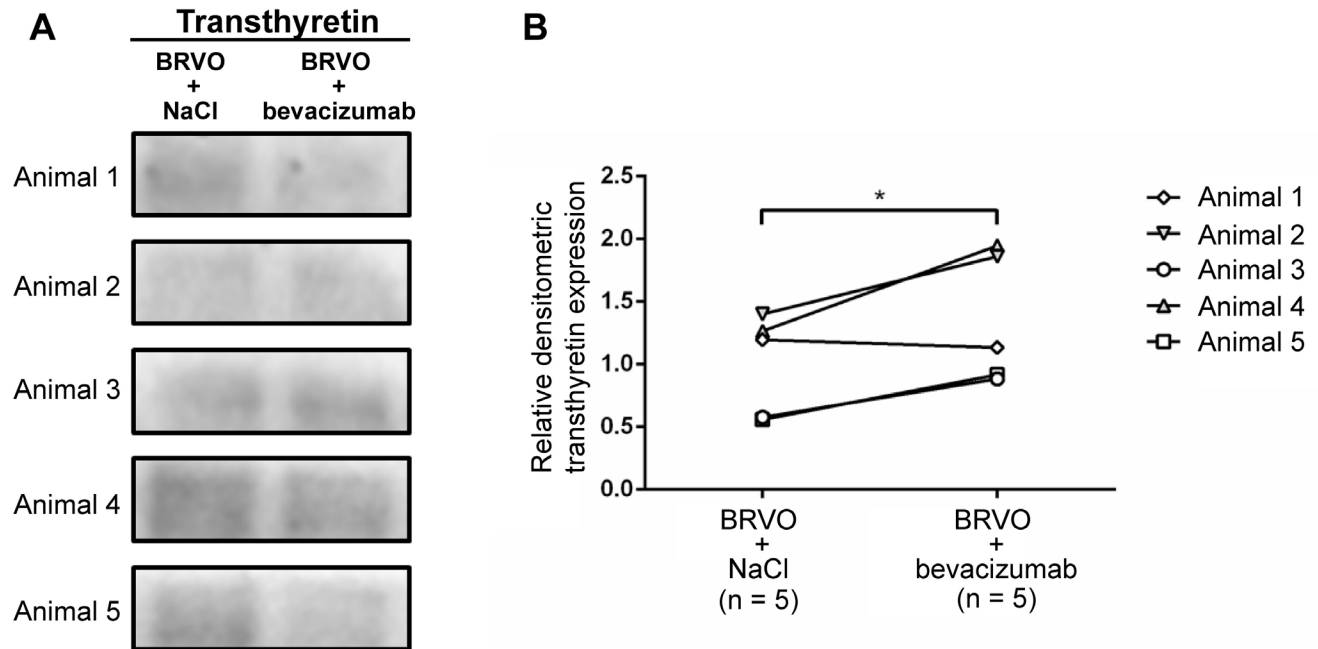 A
Transthyretin
BRVO
+
NaCl
BRVO
+
bevacizumab
Animal 1
Animal 2
Animal 3
Animal 4
Animal 5
B
Relative densitometric
transthyretin expression
2.5
2.0
1.5
1.0
0.5
0.0
*
BRVO
+
NaCl
(n = 5)
BRVO
+
bevacizumab
(n = 5)
Animal 1
Animal 2
Animal 3
Animal 4
Animal 5